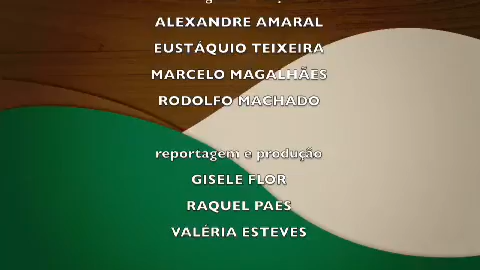 ALEXANDRE AMARAL
EUSTÁQUIO TEIXEIRA
MARCELO MAGALHÃES
RODOLFO MACHADO
reportagem e produção
GISELE FLOR
RAQUEL PAES
VALÉRIA ESTEVES